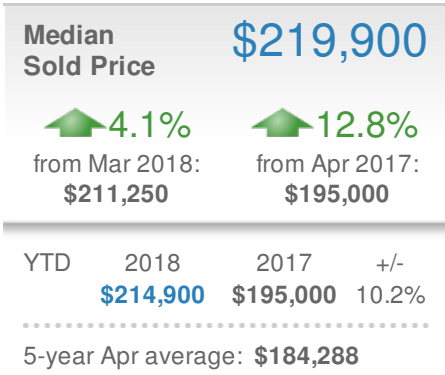 Median
Sold Price
$219,900
4.1%
12.8%
from Mar 2018:
from Apr 2017:
$211,250
$195,000
YTD 2018 2017 +/-
$214,900 $195,000 10.2%
5-year Apr average: $184,288